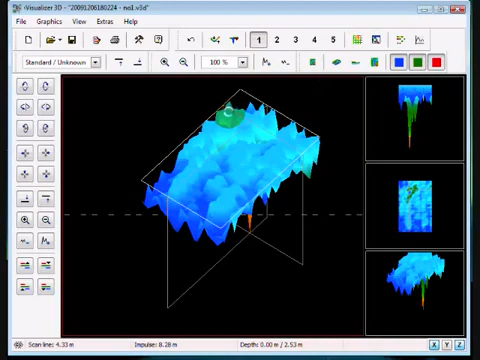 Visualizer 3D - "20091206180224 - no1.v3d"
File Graphics View Extras Help
1 2 3 4 5
Standard / Unknown 100 %
Scan line: 4.33 m Impulse: 8.28 m Depth: 0.00 m / 2.53 m X Y Z